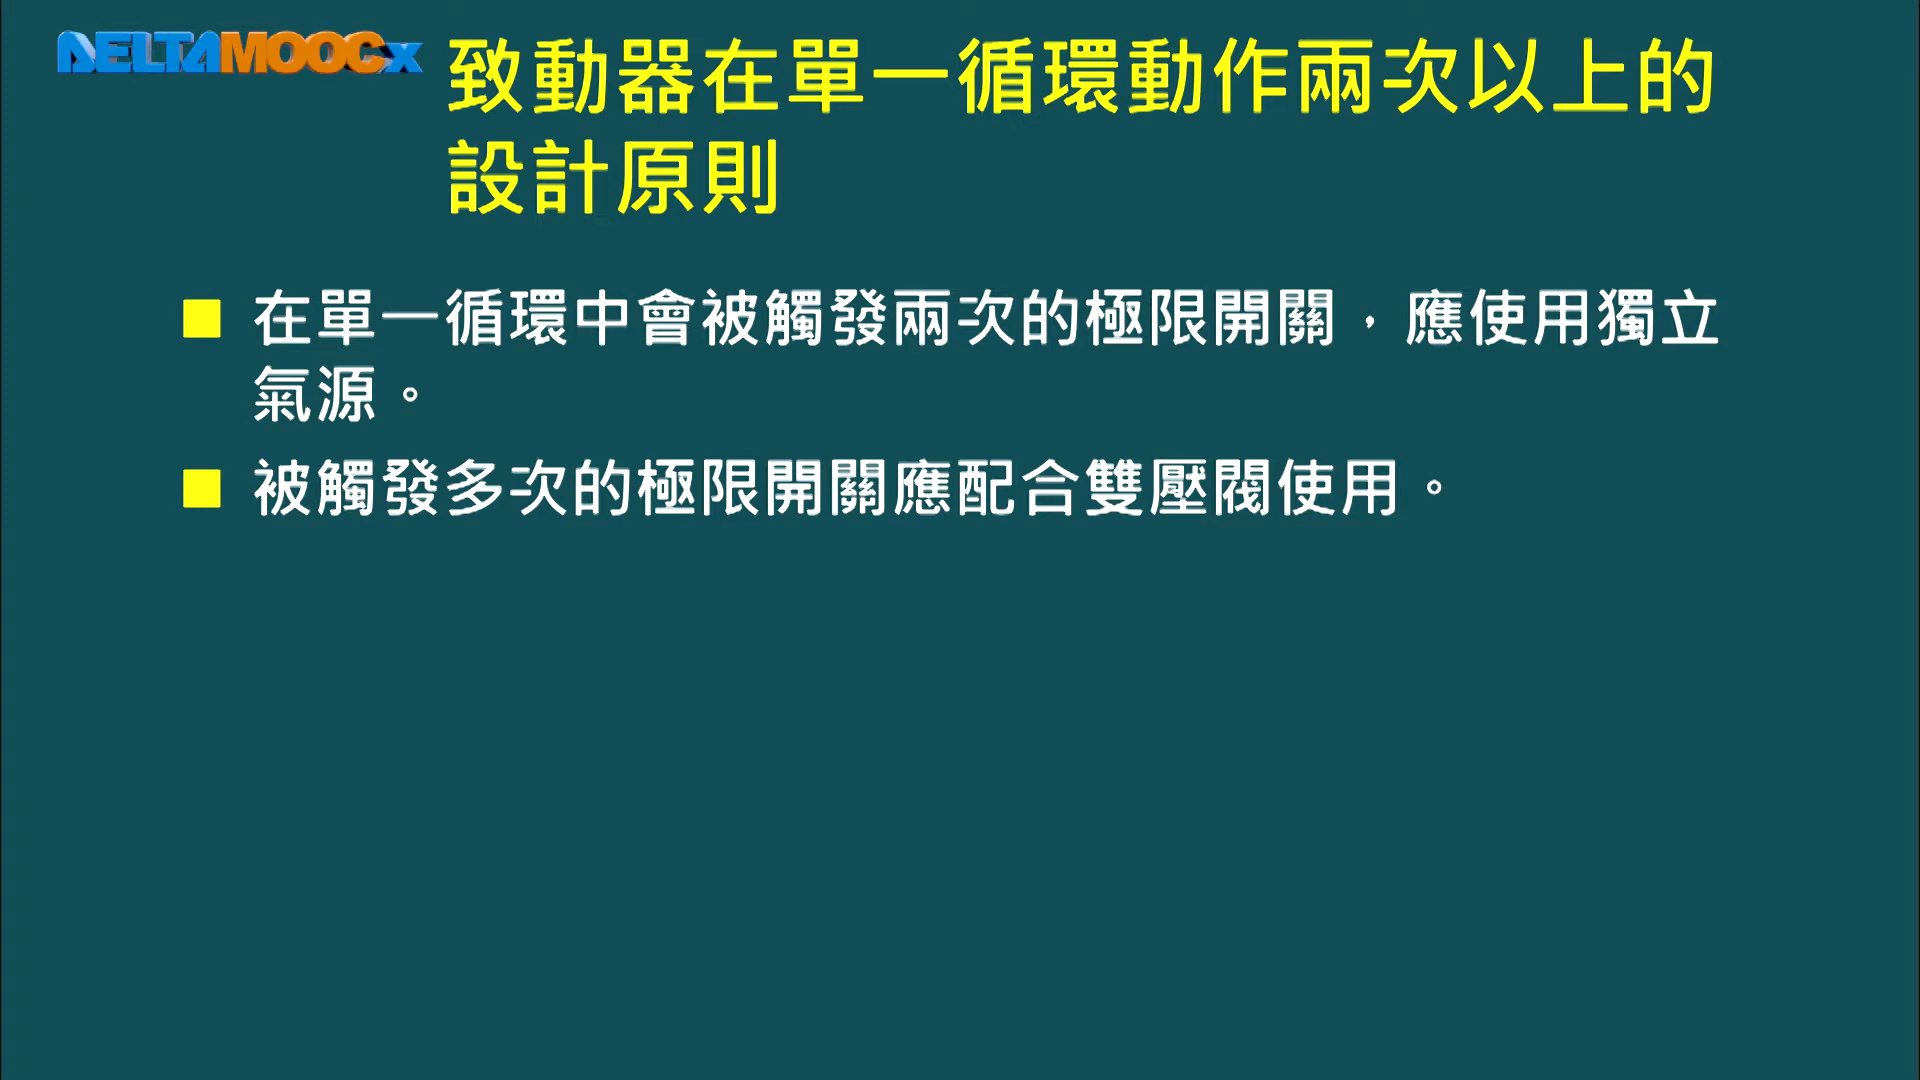 DELTAMOOCx
致動器在單一循環動作兩次以上的
設計原則
在單一循環中會被觸發兩次的極限開關，應使用獨立
氣源。
被觸發多次的極限開關應配合雙壓閥使用。